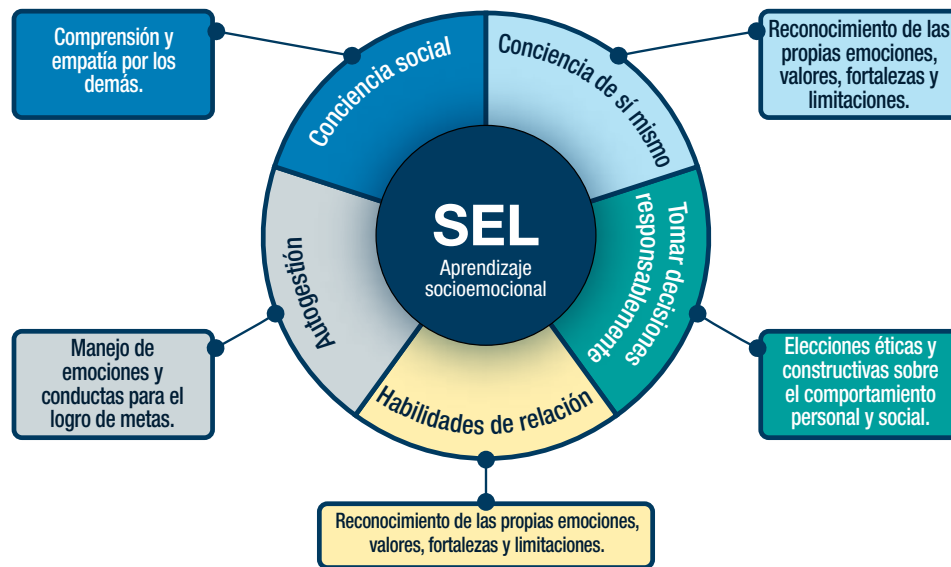 Comprensión y
empatía por los
demás.
Conciencia social
Conciencia de sí mismo
Reconocimiento de las
propias emociones,
valores, fortalezas y
limitaciones.
SEL
Aprendizaje
socioemocional
Tomar decisiones
responsablemente
Autogestión
Habilidades de relación
Manejo de
emociones y
conductas para el
logro de metas.
Elecciones éticas y
constructivas sobre
el comportamiento
personal y social.
Reconocimiento de las propias emociones,
valores, fortalezas y limitaciones.